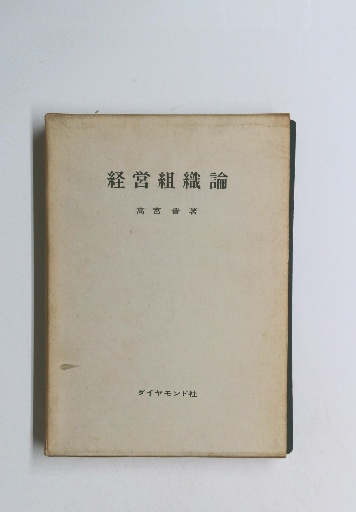 経営組織論
高宮晋著
ダイヤモンド社